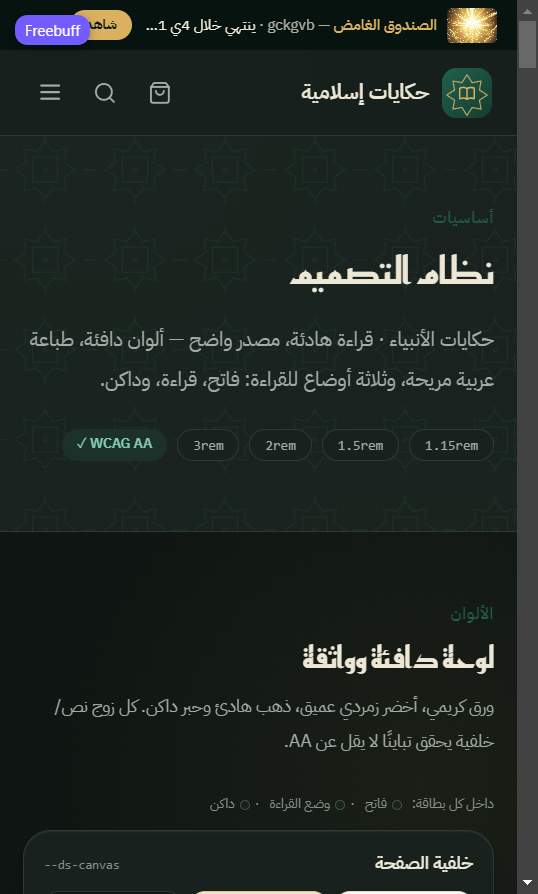 الصندوق الغامض — gckgvb · ينتهي خلال 4ي 1...
Freebuff
حكايات إسلامية
أساسيات
نظام التصميم
حكايات الأنبياء · قراءة هادئة، مصدر واضح — ألوان دافئة، طباعة
عربية مريحة، وثلاثة أوضاع للقراءة: فاتح، قراءة، وداكن.
1.15rem 1.5rem 2rem 3rem WCAG AA ✓
الألوان
لوحة دافئة وواثقة
ورق كريمي، أخضر زمردي عميق، ذهب هادئ وحبر داكن. كل زوج نص/
خلفية يحقق تباينًا لا يقل عن AA.
داخل كل بطاقة: فاتح · وضع القراءة · داكن
خلفية الصفحة --ds-canvas